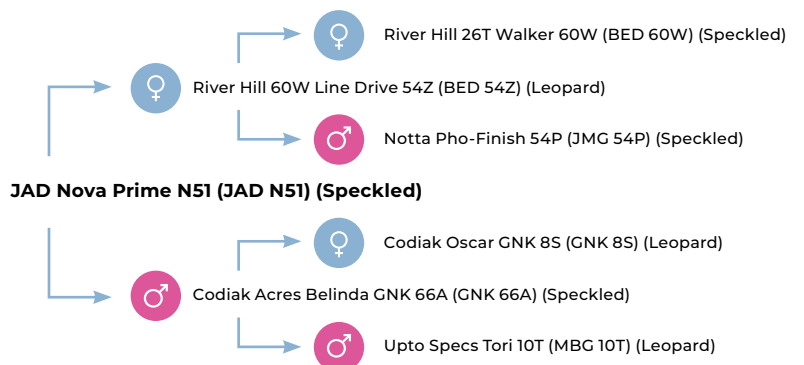 River Hill 26T Walker 60W (BED 60W) (Speckled)
River Hill 60W Line Drive 54Z (BED 54Z) (Leopard)
Notta Pho-Finish 54P (JMG 54P) (Speckled)
JAD Nova Prime N51 (JAD N51) (Speckled)
Codiak Oscar GNK 8S (GNK 8S) (Leopard)
Codiak Acres Belinda GNK 66A (GNK 66A) (Speckled)
Upto Specs Tori 10T (MBG 10T) (Leopard)